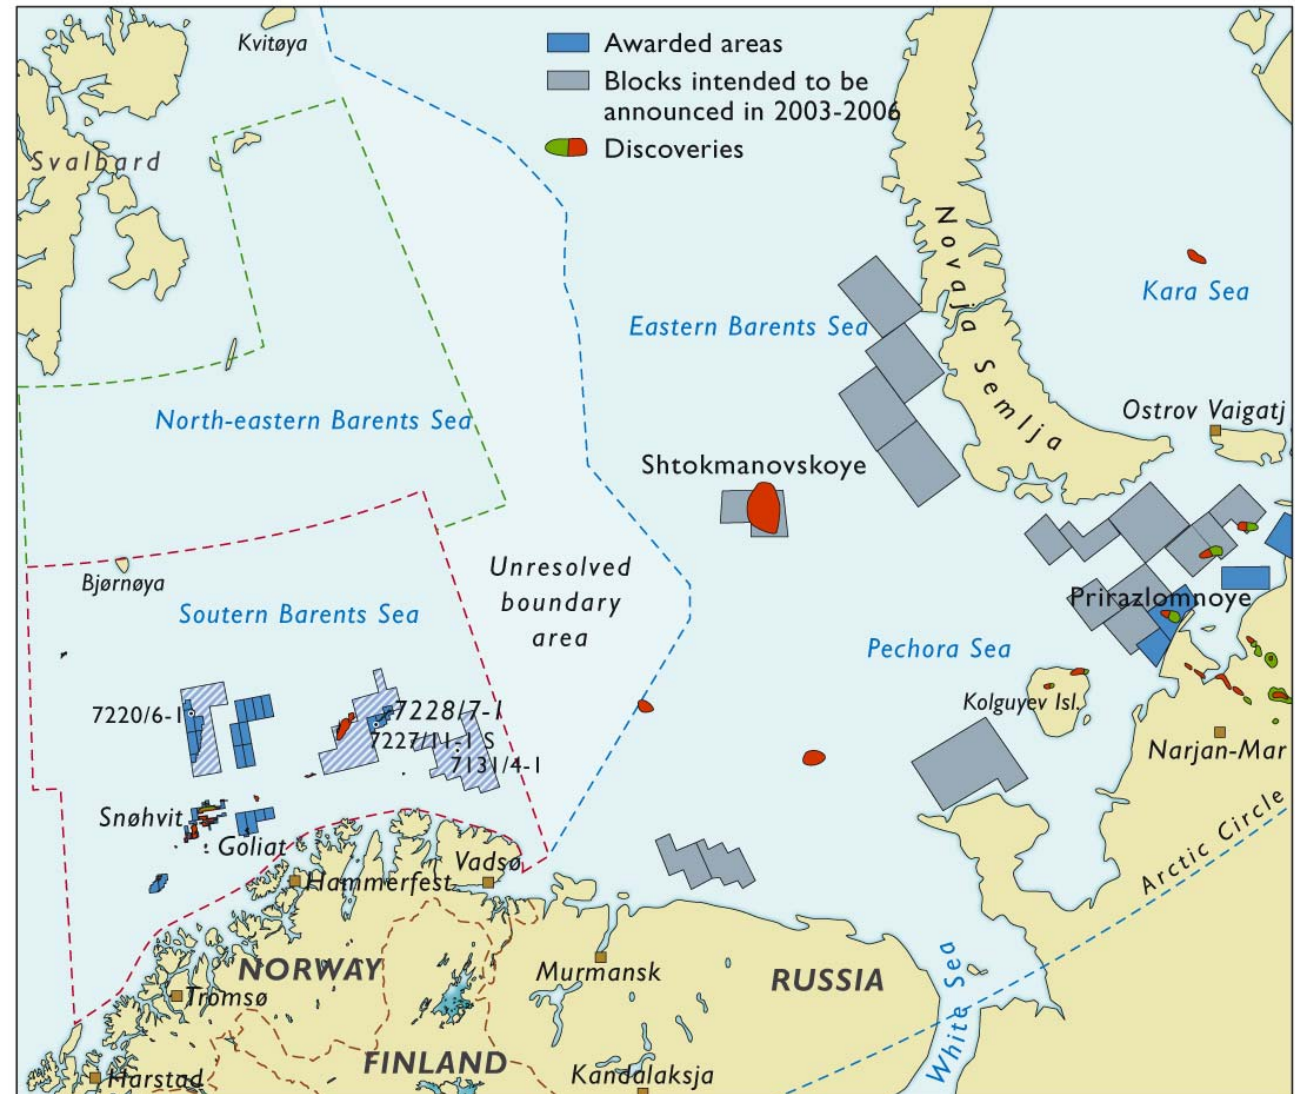 Kvitøya
Awarded areas
Blocks intended to be
announced in 2003-2006
Discoveries
Svalbard
Novaja Semlja
Kara Sea
Eastern Barents Sea
North-eastern Barents Sea
Ostrov Vaigatj
Shtokmanovskoye
Unresolved
boundary
area
Bjørnøya
Soutern Barents Sea
Prirazlomnoye
Pechora Sea
Kolguyev Isl.
7220/6-1
7228/7-1
7227/11-1 S
7131/4-1
Narjan-Mar
Snøhvit
Goliat
Arctic Circle
Vadsø
Hammerfest
NORWAY
Murmansk
RUSSIA
Tromsø
White Sea
FINLAND
Kandalaksja
Harstad